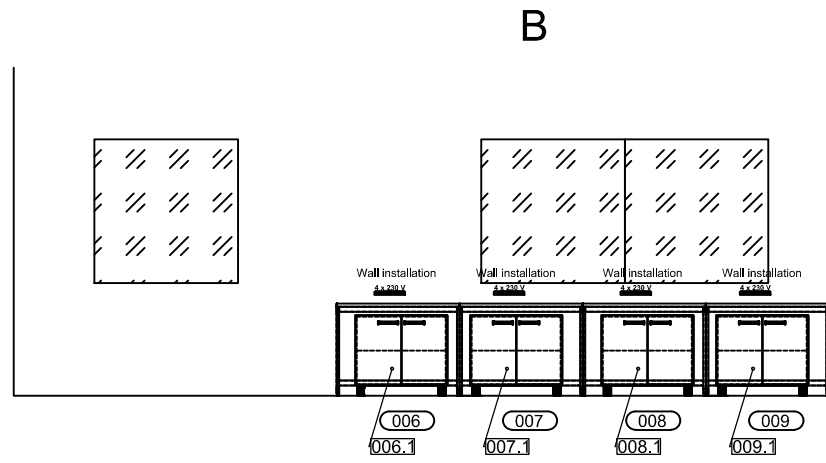 B
Wall installation Wall installation Wall installation Wall installation
4 x 230 V 4 x 230 V 4 x 230 V 4 x 230 V
006 007 008 009
006.1 007.1 008.1 009.1